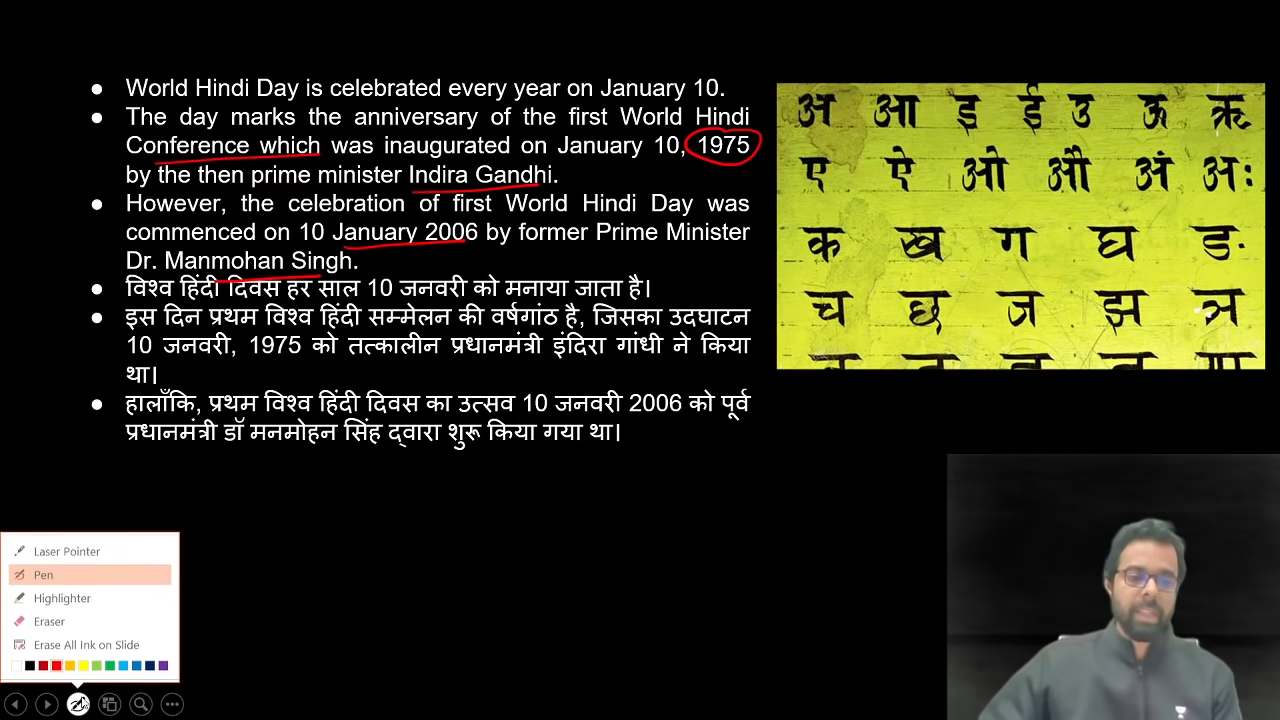 ● World Hindi Day is celebrated every year on January 10.
● The day marks the anniversary of the first World Hindi
Conference which was inaugurated on January 10, 1975
by the then prime minister Indira Gandhi.
● However, the celebration of first World Hindi Day was
commenced on 10 January 2006 by former Prime Minister
Dr. Manmohan Singh.
● विश्व हिंदी दिवस हर साल 10 जनवरी को मनाया जाता है।
● इस दिन प्रथम विश्व हिंदी सम्मेलन की वर्षगांठ है, जिसका उदघाटन
10 जनवरी, 1975 को तत्कालीन प्रधानमंत्री इंदिरा गांधी ने किया
था।
● हालाँकि, प्रथम विश्व हिंदी दिवस का उत्सव 10 जनवरी 2006 को पूर्व
प्रधानमंत्री डॉ मनमोहन सिंह द्वारा शुरू किया गया था।
अ आ इ ई उ ऊ ऋ
ए ऐ ओ औ अं अः
क ख ग घ ङ
च छ ज झ ञ
Laser Pointer
Pen
Highlighter
Eraser
Erase All Ink on Slide